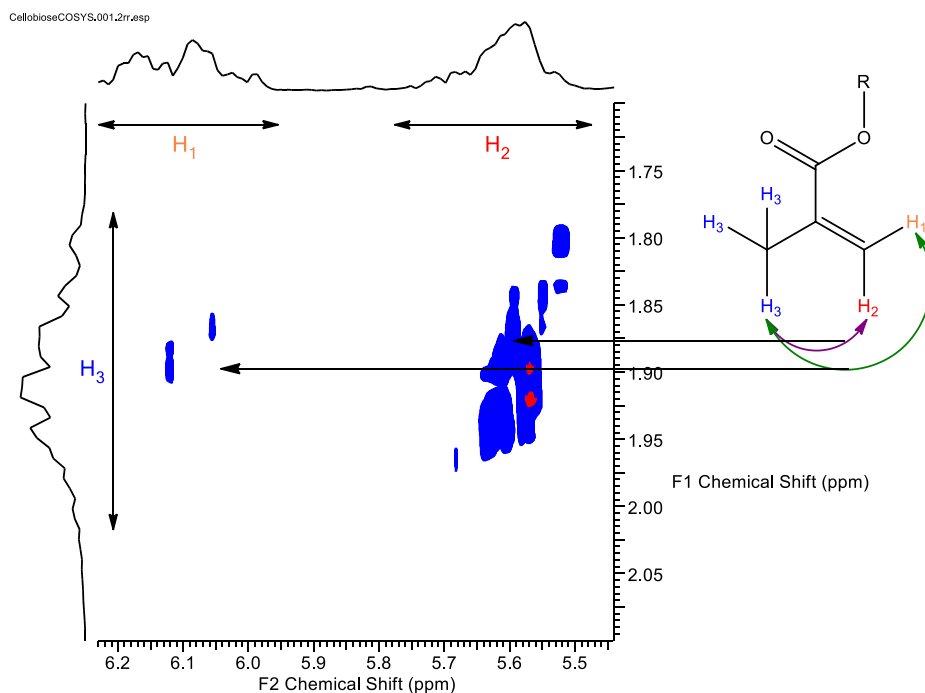 CellobioseCOSYS.001.2rr.esp
H1
H2
R
O
O
H3
H3
H1
H3
H2
H3
1.75
1.80
1.85
1.90
1.95
2.00
2.05
F1 Chemical Shift (ppm)
6.2 6.1 6.0 5.9 5.8 5.7 5.6 5.5
F2 Chemical Shift (ppm)